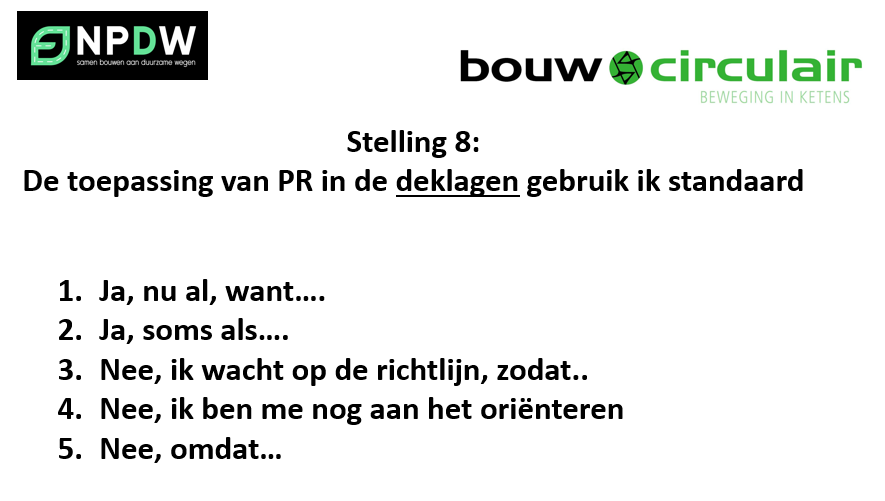 NPDW
samen bouwen aan duurzame wegen
bouw circulair
BEWEGING IN KETENS
Stelling 8:
De toepassing van PR in de deklagen gebruik ik standaard
1. Ja, nu al, want....
2. Ja, soms als....
3. Nee, ik wacht op de richtlijn, zodat..
4. Nee, ik ben me nog aan het oriënteren
5. Nee, omdat...